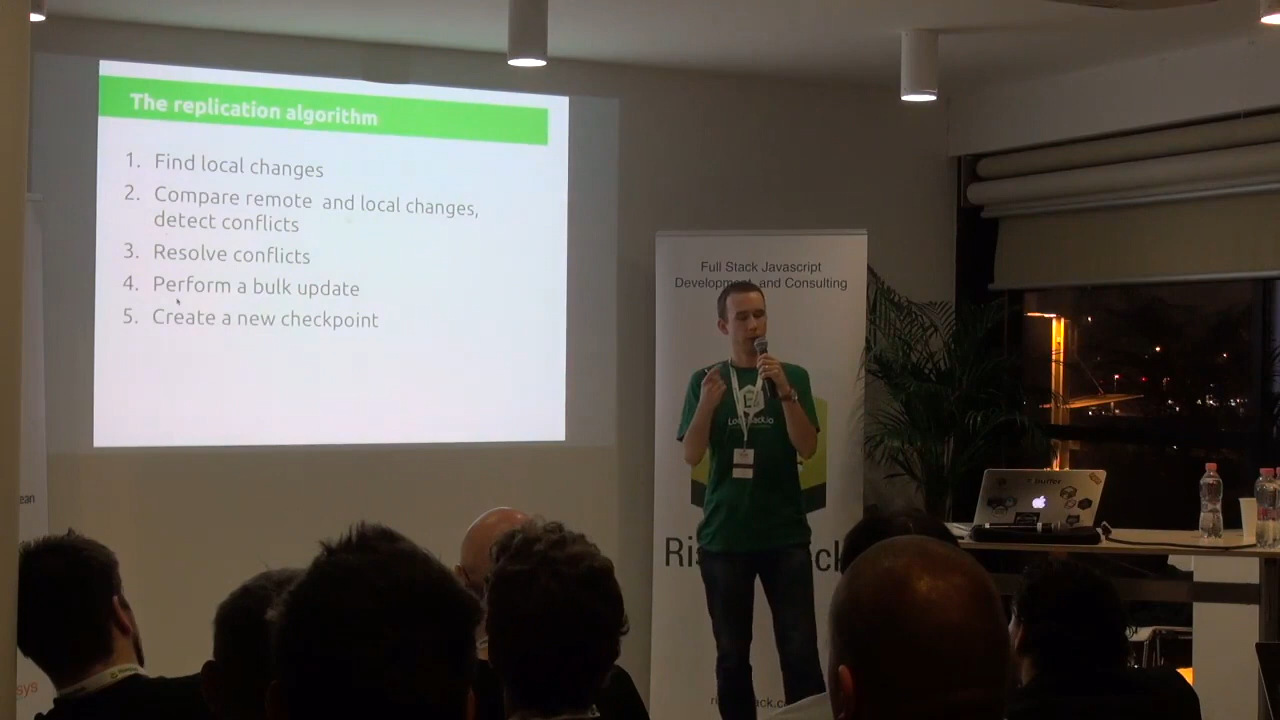 The replication algorithm
1. Find local changes
2. Compare remote and local changes,
detect conflicts
3. Resolve conflicts
4. Perform a bulk update
5. Create a new checkpoint
Full Stack Javascript
Development and Consulting